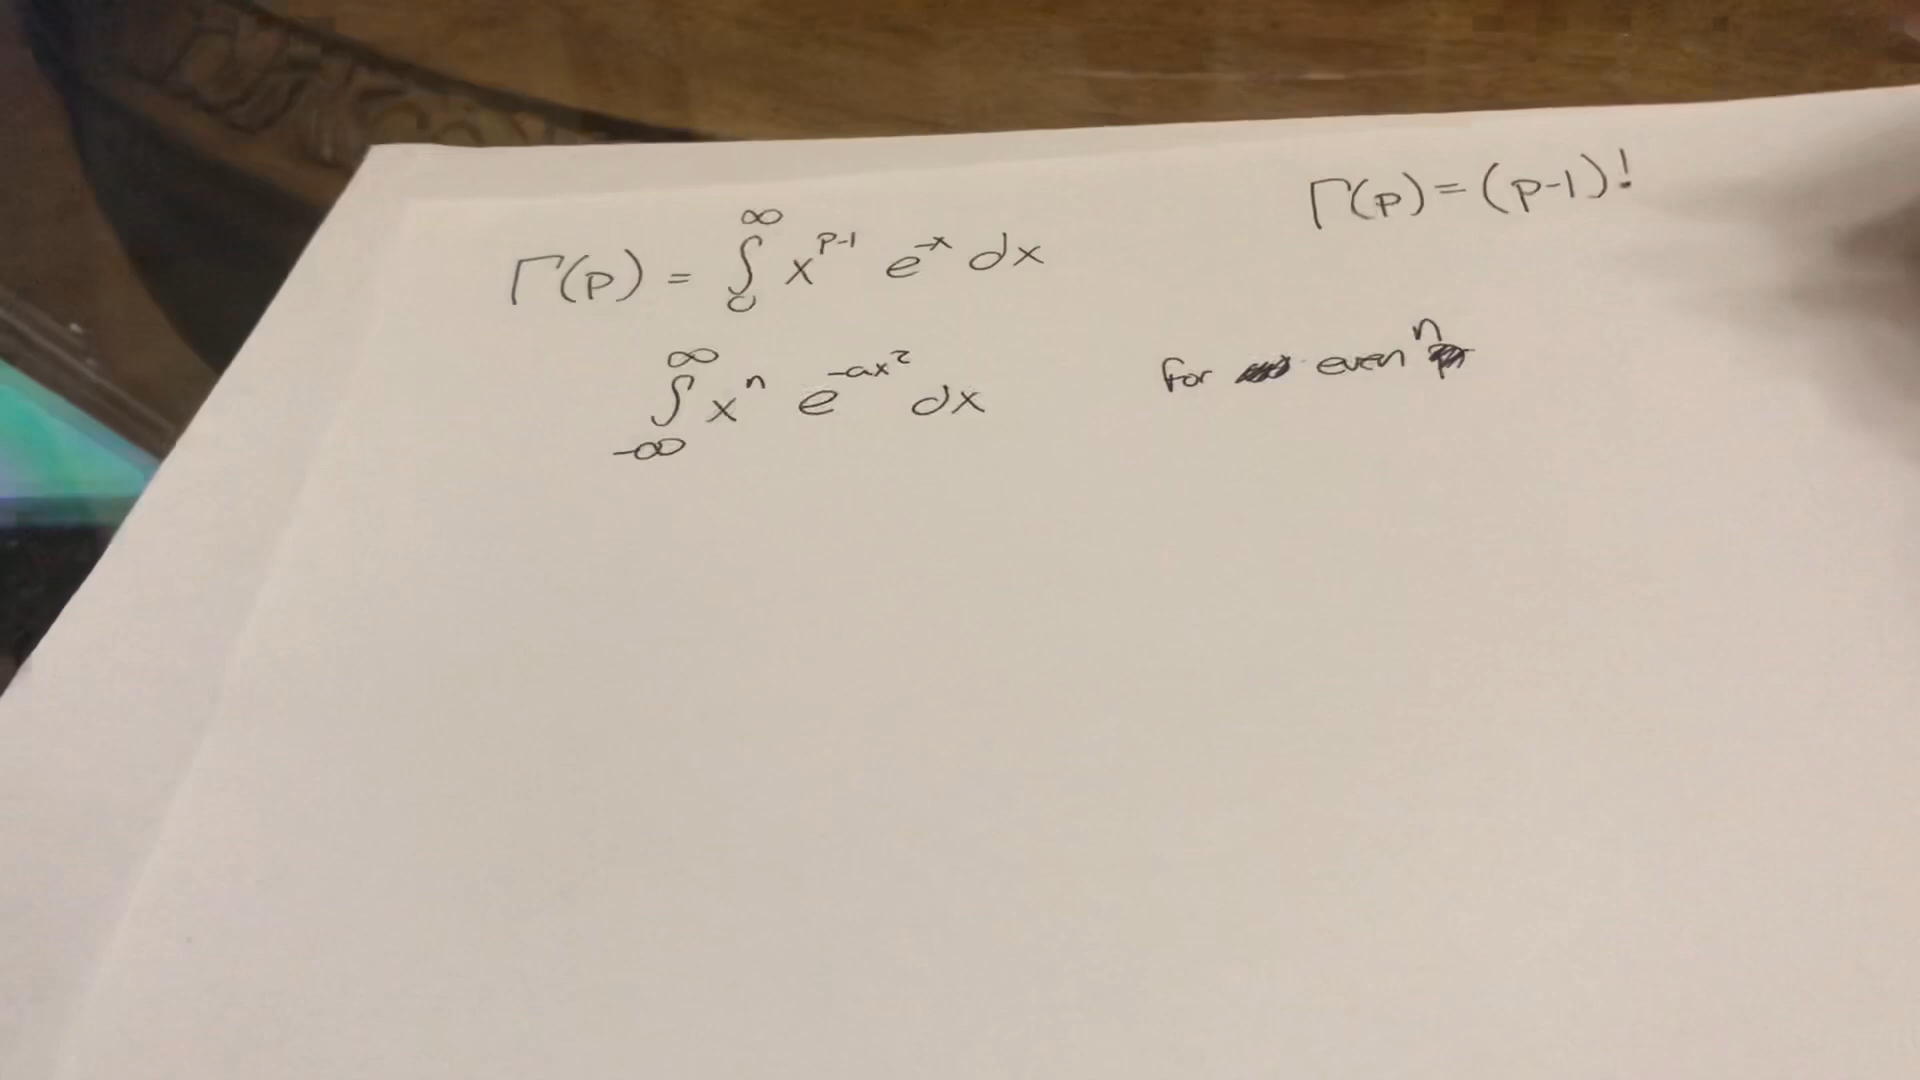 Γ(p) = ∫₀^∞ x^(p-1) e^(-x) dx
Γ(p) = (p-1)!
∫_(-∞)^∞ x^n e^(-ax²) dx for even n